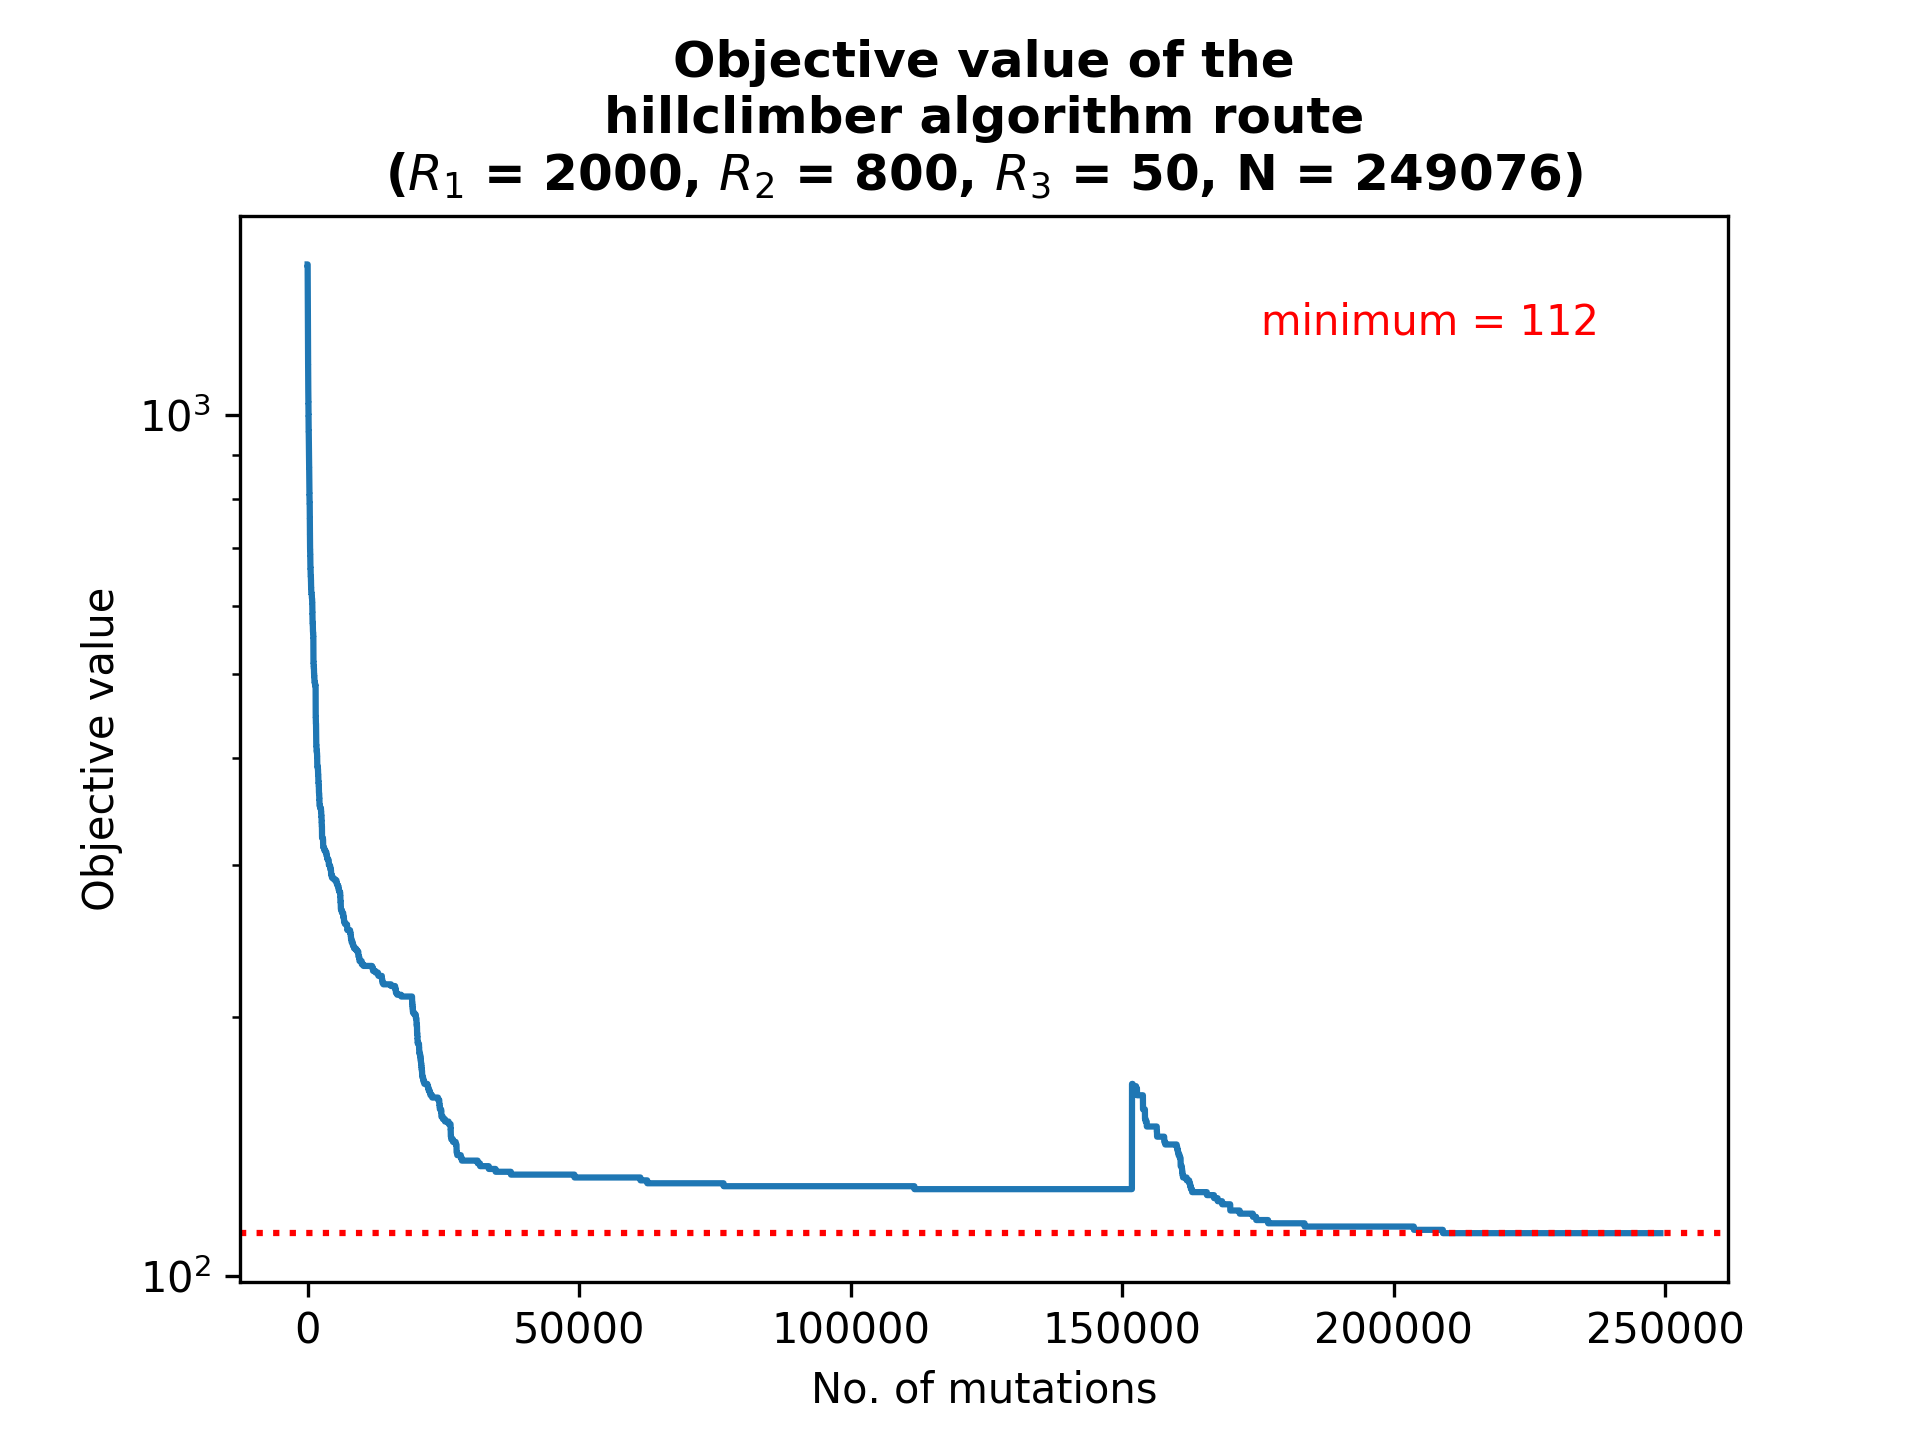 Objective value of the
hillclimber algorithm route
(R₁ = 2000, R₂ = 800, R₃ = 50, N = 249076)
minimum = 112
10³
10²
Objective value
0 50000 100000 150000 200000 250000
No. of mutations